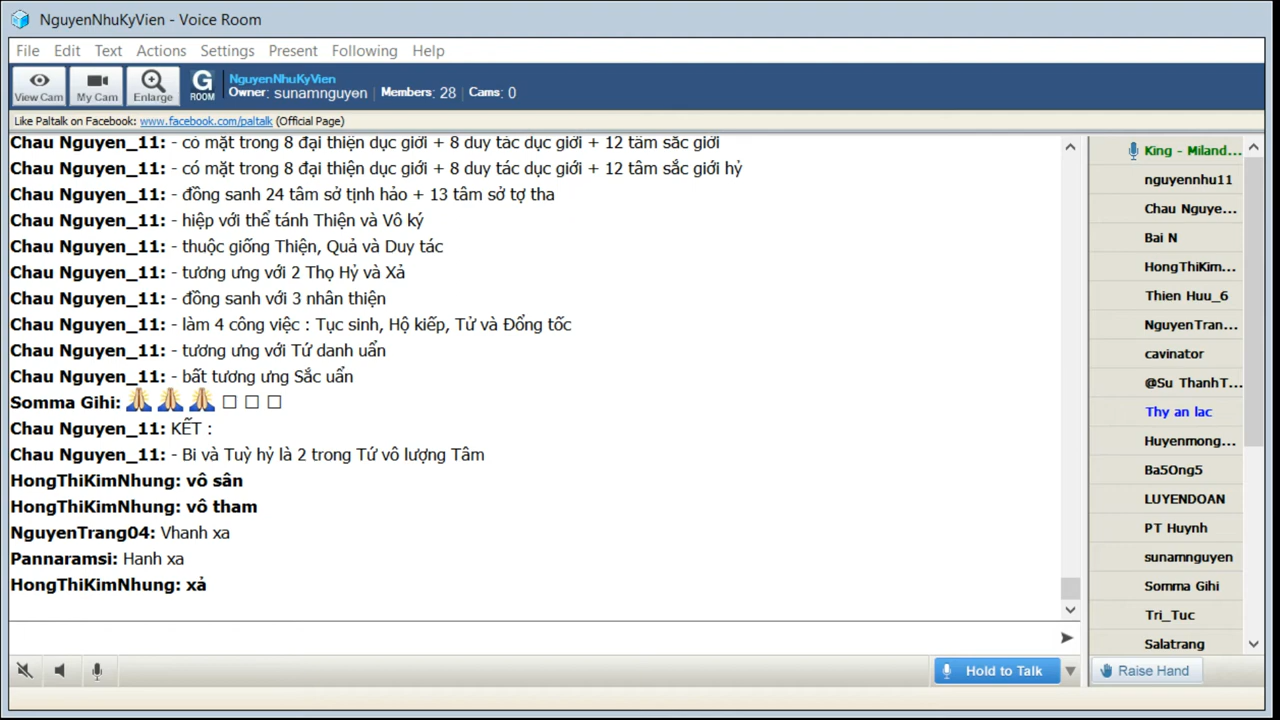 NguyenNhuKyVien - Voice Room
File Edit Text Actions Settings Present Following Help
View Cam
My Cam
Enlarge
G ROOM
NguyenNhuKyVien
Owner: sunamnguyen | Members: 28 | Cams: 0
Like Paltalk on Facebook: www.facebook.com/paltalk (Official Page)
Chau Nguyen_11: - có mặt trong 8 đại thiện dục giới + 8 duy tác dục giới + 12 tâm sắc giới
Chau Nguyen_11: - có mặt trong 8 đại thiện dục giới + 8 duy tác dục giới + 12 tâm sắc giới hỷ
Chau Nguyen_11: - đồng sanh 24 tâm sở tịnh hảo + 13 tâm sở tợ tha
Chau Nguyen_11: - hiệp với thể tánh Thiện và Vô ký
Chau Nguyen_11: - thuộc giống Thiện, Quả và Duy tác
Chau Nguyen_11: - tương ưng với 2 Thọ Hỷ và Xả
Chau Nguyen_11: - đồng sanh với 3 nhân thiện
Chau Nguyen_11: - làm 4 công việc : Tục sinh, Hộ kiếp, Tử và Đổng tốc
Chau Nguyen_11: - tương ưng với Tứ danh uẩn
Chau Nguyen_11: - bất tương ưng Sắc uẩn
Somma Gihi: 🙏 🙏 🙏 □ □ □
Chau Nguyen_11: KẾT :
Chau Nguyen_11: - Bi và Tuỳ hỷ là 2 trong Tứ vô lượng Tâm
HongThiKimNhung: vô sân
HongThiKimNhung: vô tham
NguyenTrang04: Vhanh xa
Pannaramsi: Hanh xa
HongThiKimNhung: xả
King - Miland...
nguyennhu11
Chau Nguye...
Bai N
HongThiKim...
Thien Huu_6
NguyenTran...
cavinator
@Su ThanhT...
Thy an lac
Huyenmong...
Ba5Ong5
LUYENDOAN
PT Huynh
sunamnguyen
Somma Gihi
Tri_Tuc
Salatrang
Hold to Talk
Raise Hand